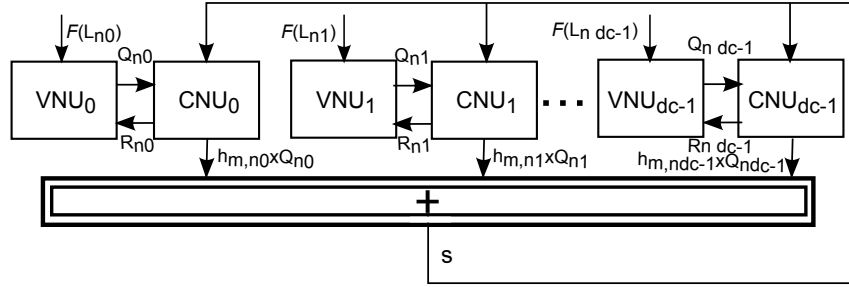 F(Ln0)
Qn0
F(Ln1)
Qn1
F(Ln dc-1)
Qn dc-1
VNU0
CNU0
VNU1
CNU1
...
VNUdc-1
CNUdc-1
Rn0
Rn1
Rn dc-1
hm,n0xQn0
hm,n1xQn1
hm,ndc-1xQndc-1
+
s